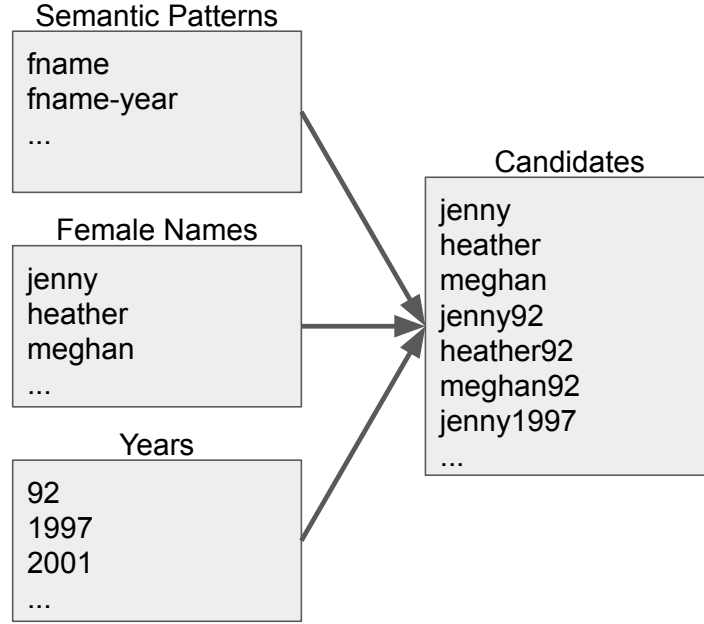 Semantic Patterns
fname
fname-year
...
Female Names
jenny
heather
meghan
...
Years
92
1997
2001
...
Candidates
jenny
heather
meghan
jenny92
heather92
meghan92
jenny1997
...